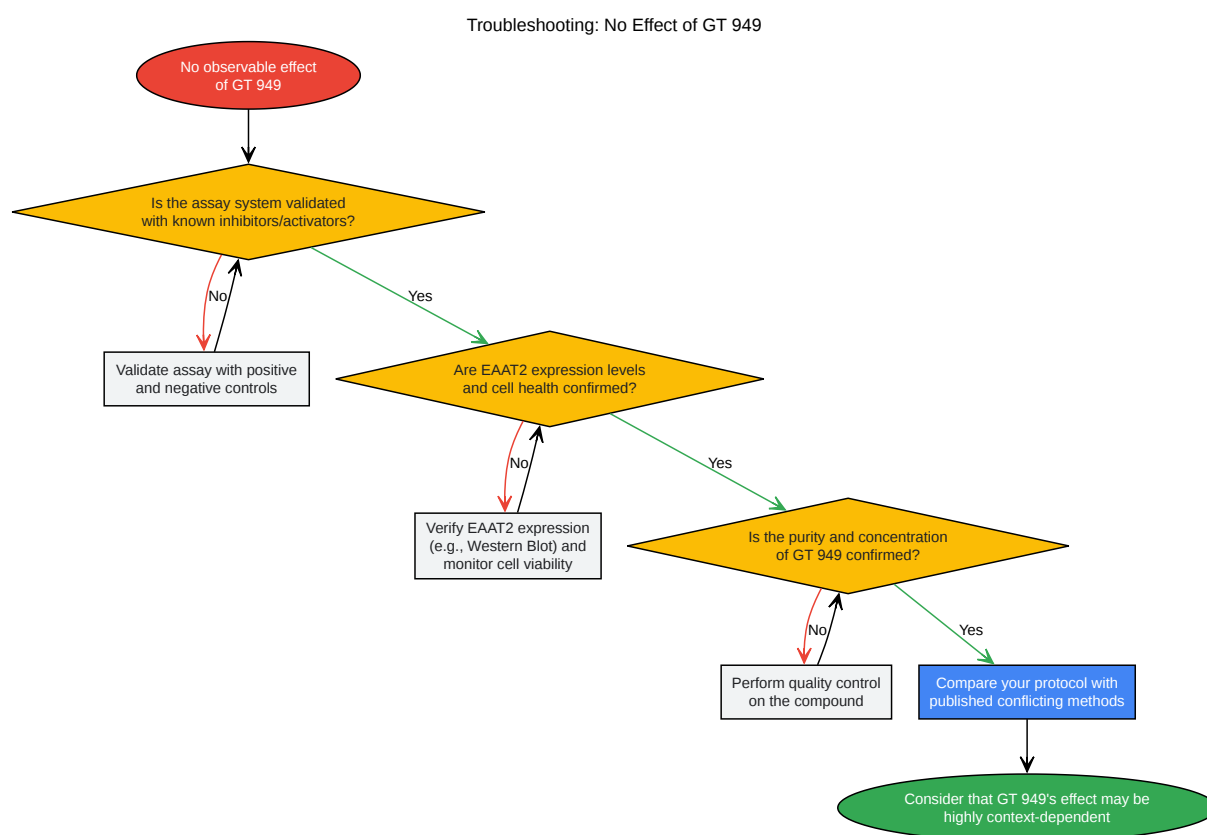 Troubleshooting: No Effect of GT 949
No observable effect
of GT 949
Is the assay system validated
with known inhibitors/activators?
No
Yes
Validate assay with positive
and negative controls
Are EAAT2 expression levels
and cell health confirmed?
No
Yes
Verify EAAT2 expression
(e.g., Western Blot) and
monitor cell viability
Is the purity and concentration
of GT 949 confirmed?
No
Yes
Perform quality control
on the compound
Compare your protocol with
published conflicting methods
Consider that GT 949's effect may be
highly context-dependent